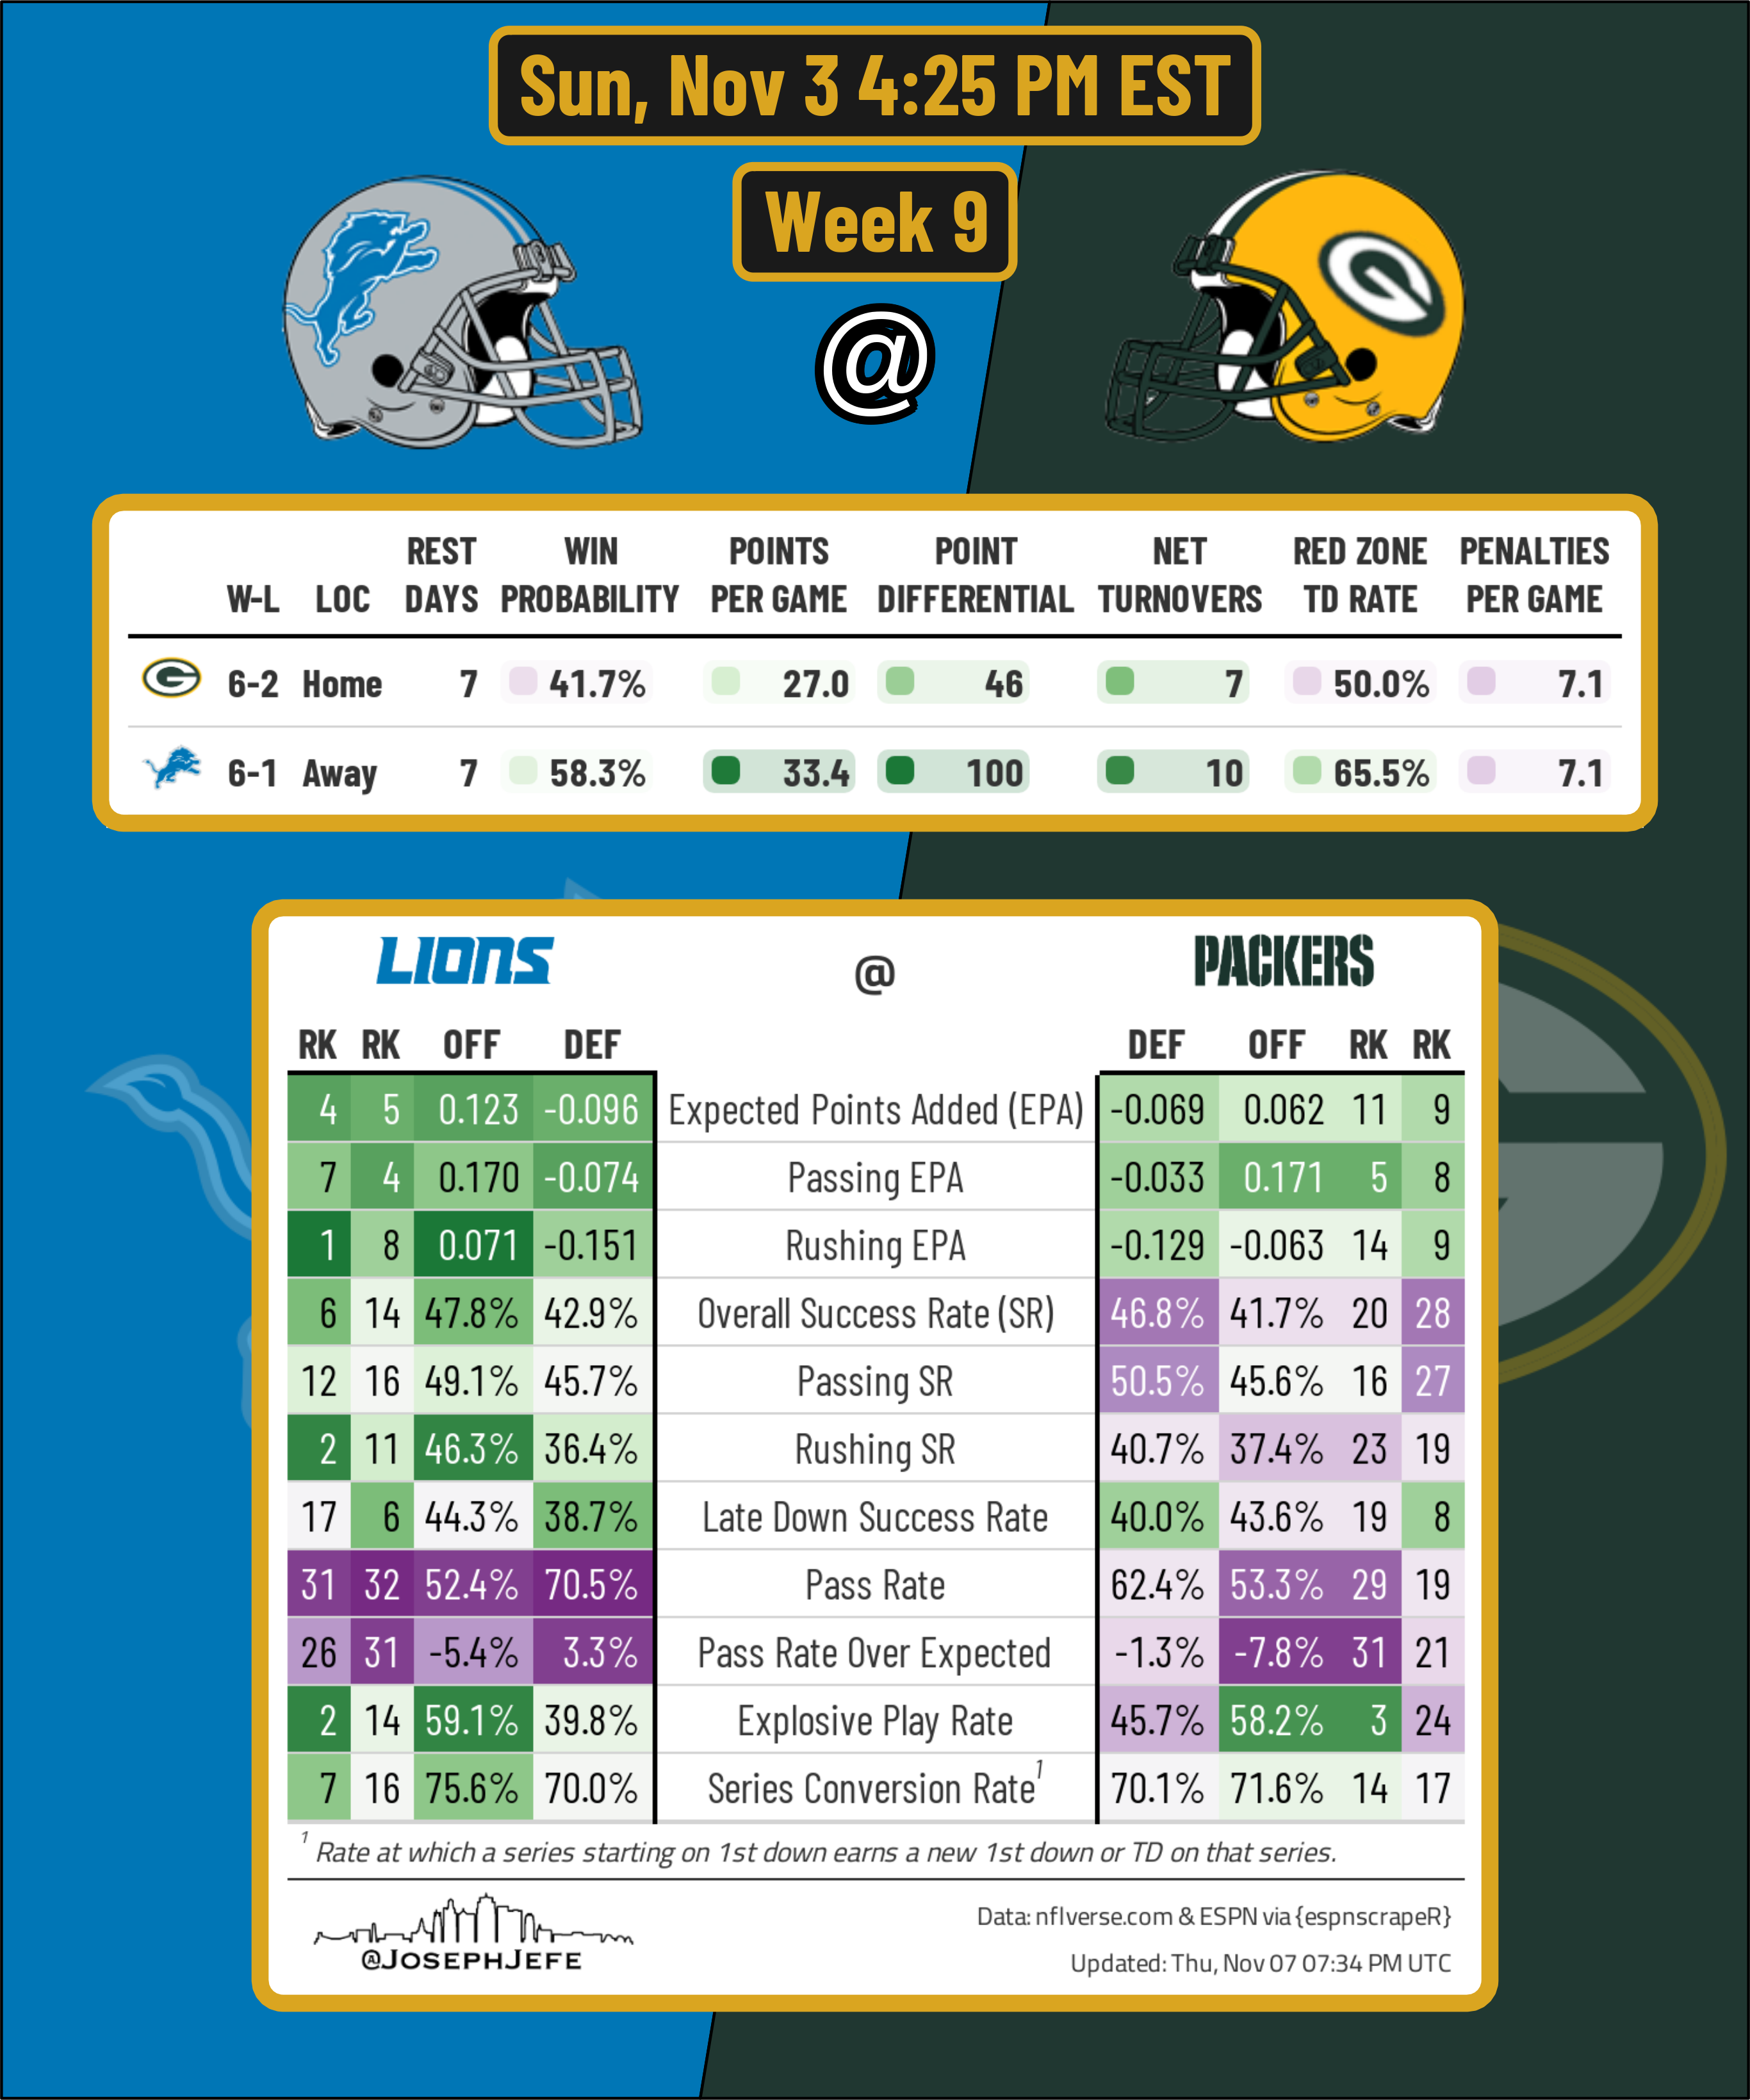 Sun, Nov 3 4:25 PM EST
Week 9
@
G
W-L LOC REST DAYS WIN PROBABILITY POINTS PER GAME POINT DIFFERENTIAL NET TURNOVERS RED ZONE TD RATE PENALTIES PER GAME
G 6-2 Home 7 41.7% 27.0 46 7 50.0% 7.1
6-1 Away 7 58.3% 33.4 100 10 65.5% 7.1
LIONS @ PACKERS
RK RK OFF DEF DEF OFF RK RK
4 5 0.123 -0.096 Expected Points Added (EPA) -0.069 0.062 11 9
7 4 0.170 -0.074 Passing EPA -0.033 0.171 5 8
1 8 0.071 -0.151 Rushing EPA -0.129 -0.063 14 9
6 14 47.8% 42.9% Overall Success Rate (SR) 46.8% 41.7% 20 28
12 16 49.1% 45.7% Passing SR 50.5% 45.6% 16 27
2 11 46.3% 36.4% Rushing SR 40.7% 37.4% 23 19
17 6 44.3% 38.7% Late Down Success Rate 40.0% 43.6% 19 8
31 32 52.4% 70.5% Pass Rate 62.4% 53.3% 29 19
26 31 -5.4% 3.3% Pass Rate Over Expected -1.3% -7.8% 31 21
2 14 59.1% 39.8% Explosive Play Rate 45.7% 58.2% 3 24
7 16 75.6% 70.0% Series Conversion Rate¹ 70.1% 71.6% 14 17
¹ Rate at which a series starting on 1st down earns a new 1st down or TD on that series.
@JOSEPHJEFE
Data: nflverse.com & ESPN via {espnscrapeR}
Updated: Thu, Nov 07 07:34 PM UTC